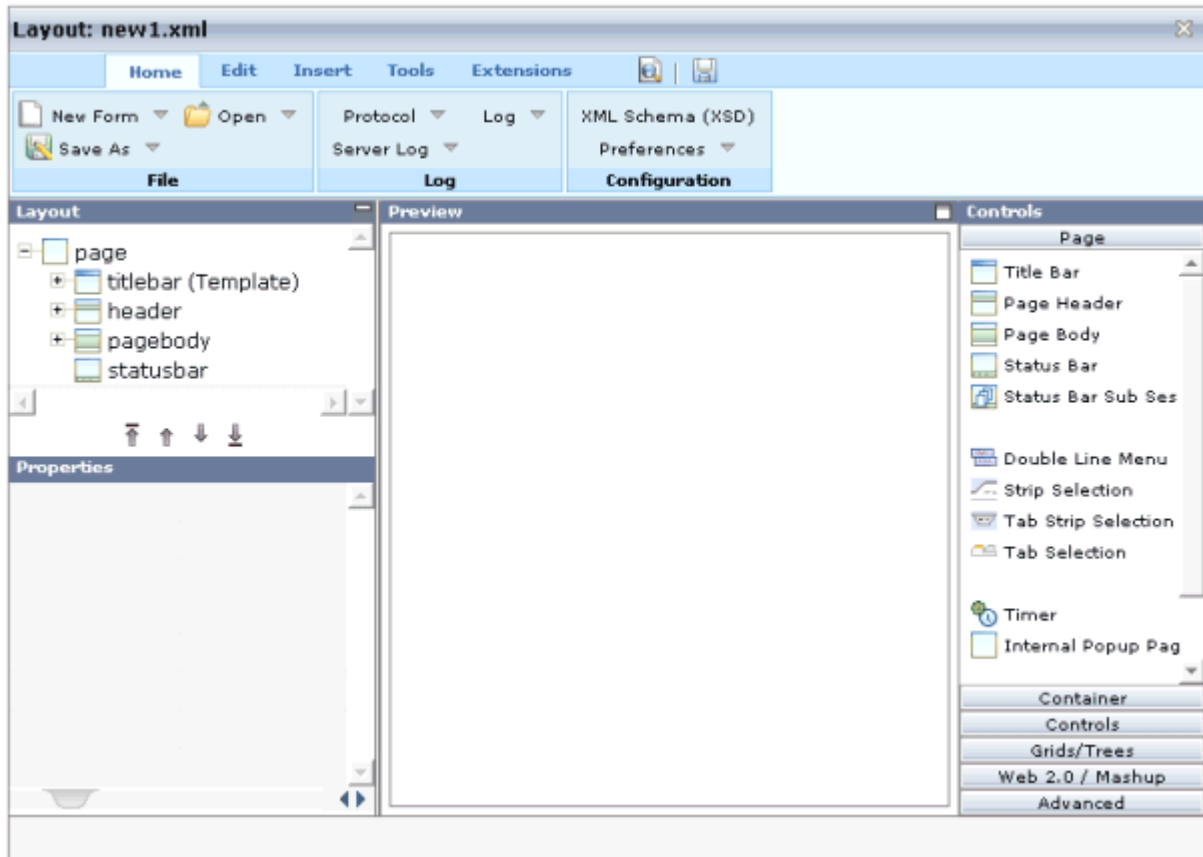 Layout: new1.xml
Home Edit Insert Tools Extensions
New Form Open
Save As
File
Protocol Log
Server Log
Log
XML Schema (XSD)
Preferences
Configuration
Layout
page
titlebar (Template)
header
pagebody
statusbar
Properties
Preview
Controls
Page
Title Bar
Page Header
Page Body
Status Bar
Status Bar Sub Ses
Double Line Menu
Strip Selection
Tab Strip Selection
Tab Selection
Timer
Internal Popup Pag
Container
Controls
Grids/Trees
Web 2.0 / Mashup
Advanced